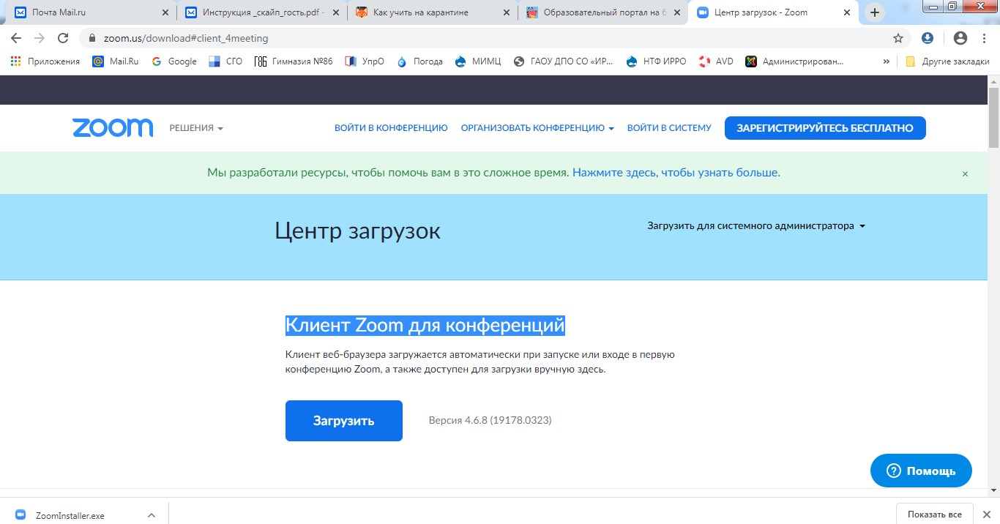 Почта Mail.ru
Инструкция _скайп_гость.pdf -
Как учить на карантине
Образовательный портал на б
Центр загрузок - Zoom
zoom.us/download#client_4meeting
Приложения
Mail.Ru
Google
СГО
Гимназия №86
УпрО
Погода
МИМЦ
ГАОУ ДПО СО «ИР...
НТФ ИРРО
AVD
Администрирован...
»
Другие закладки
zoom
РЕШЕНИЯ
ВОЙТИ В КОНФЕРЕНЦИЮ
ОРГАНИЗОВАТЬ КОНФЕРЕНЦИЮ
ВОЙТИ В СИСТЕМУ
ЗАРЕГИСТРИРУЙТЕСЬ БЕСПЛАТНО
Мы разработали ресурсы, чтобы помочь вам в это сложное время. Нажмите здесь, чтобы узнать больше.
Центр загрузок
Загрузить для системного администратора
Клиент Zoom для конференций
Клиент веб-браузера загружается автоматически при запуске или входе в первую
конференцию Zoom, а также доступен для загрузки вручную здесь.
Загрузить
Версия 4.6.8 (19178.0323)
Помощь
ZoomInstaller.exe
Показать все